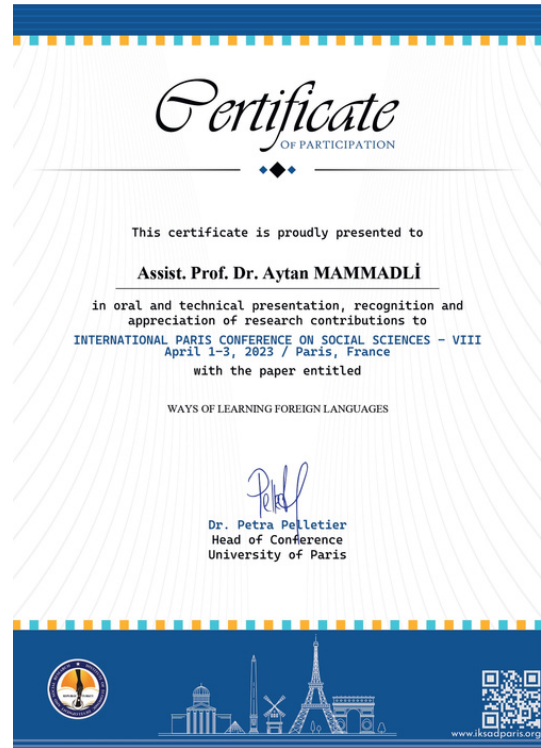 Certificate
OF PARTICIPATION
This certificate is proudly presented to
Assist. Prof. Dr. Aytan MAMMADLİ
in oral and technical presentation, recognition and
appreciation of research contributions to
INTERNATIONAL PARIS CONFERENCE ON SOCIAL SCIENCES – VIII
April 1-3, 2023 / Paris, France
with the paper entitled
WAYS OF LEARNING FOREIGN LANGUAGES
Dr. Petra Pelletier
Head of Conference
University of Paris
www.iksadparis.org